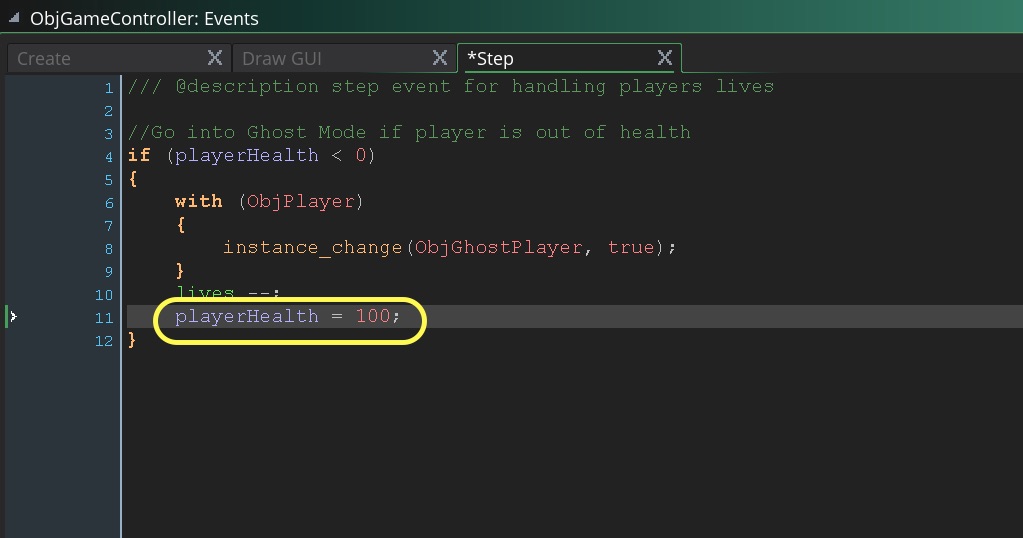 ObjGameController: Events
Create X Draw GUI X *Step X
1 /// @description step event for handling players lives
2
3 //Go into Ghost Mode if player is out of health
4 if (playerHealth < 0)
5 {
6 with (ObjPlayer)
7 {
8 instance_change(ObjGhostPlayer, true);
9 }
10 lives --;
11 playerHealth = 100;
12 }